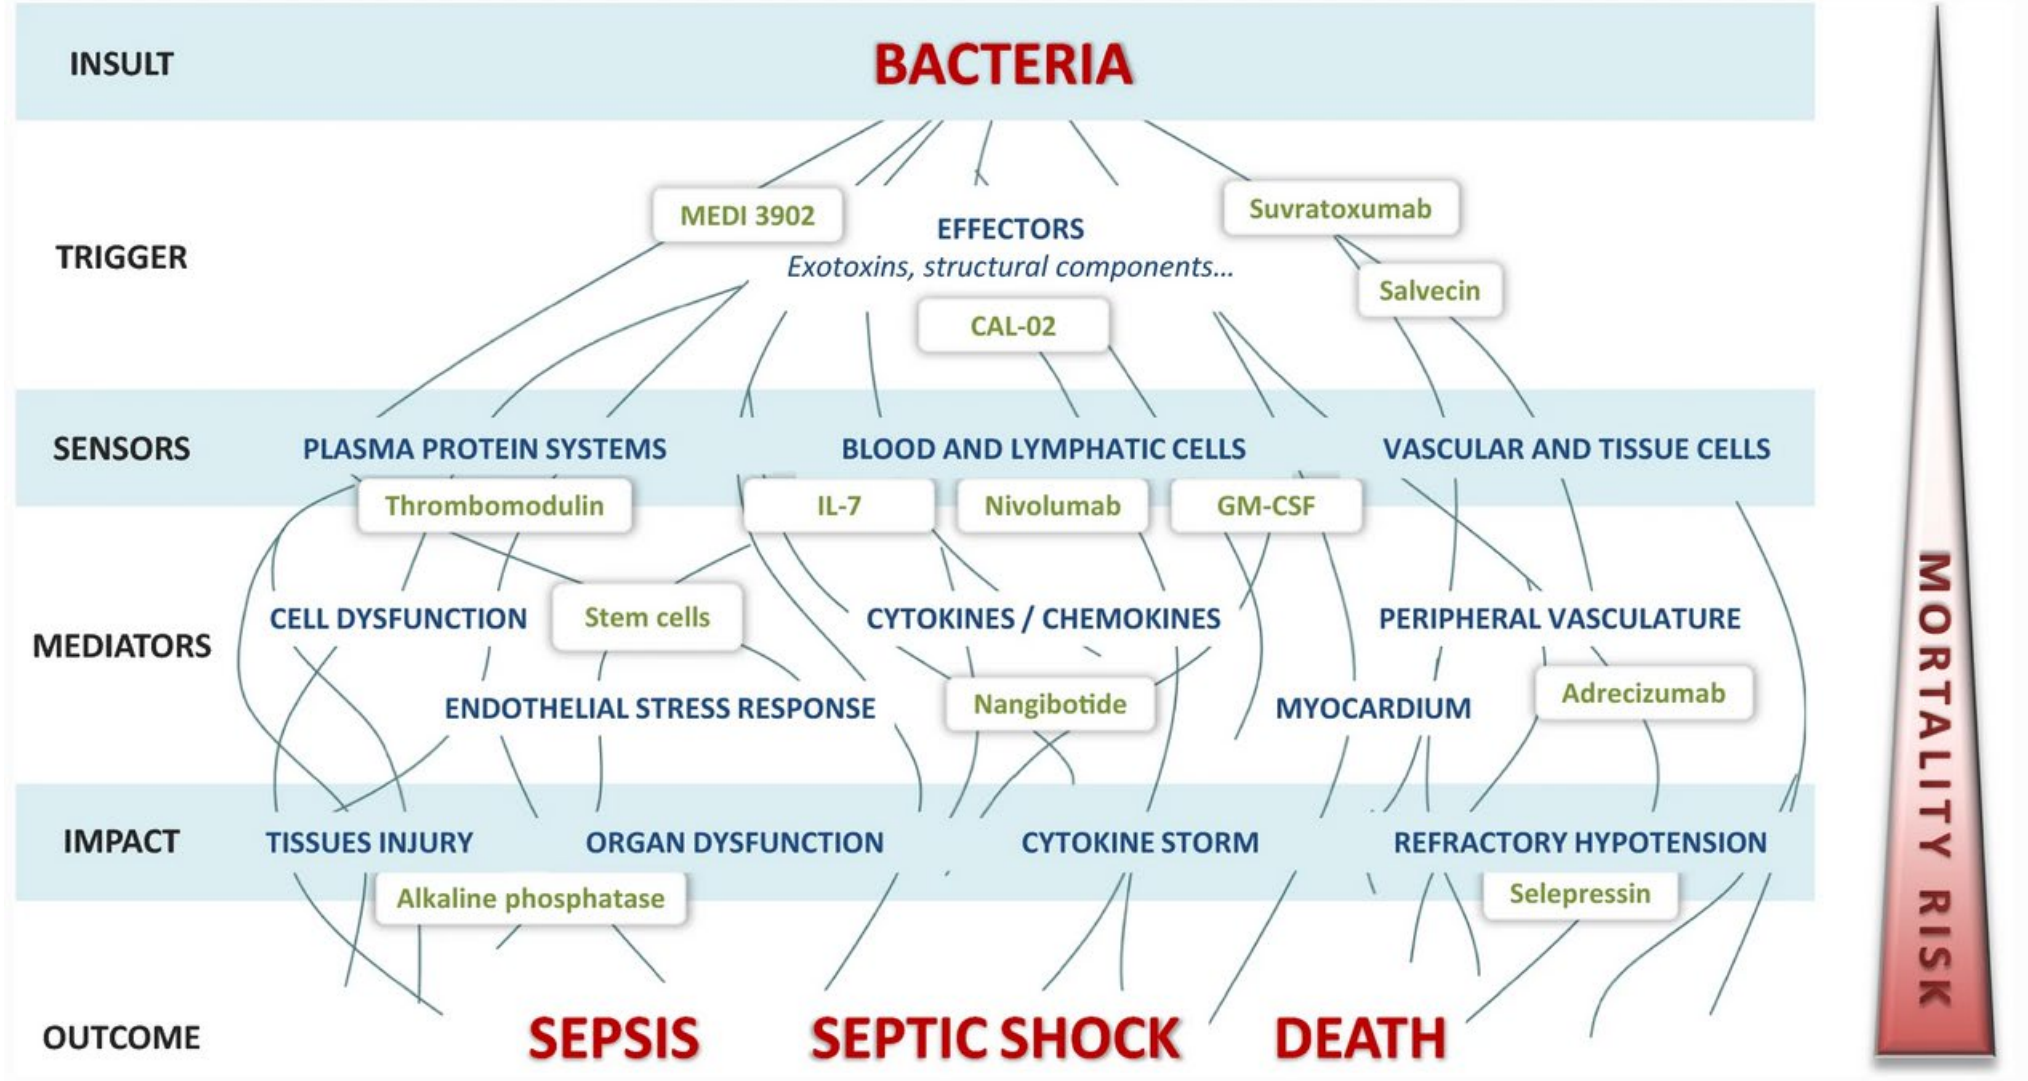 INSULT
BACTERIA
TRIGGER
MEDI 3902
Suvratoxumab
EFFECTORS
Exotoxins, structural components...
Salvecin
CAL-02
SENSORS
PLASMA PROTEIN SYSTEMS
BLOOD AND LYMPHATIC CELLS
VASCULAR AND TISSUE CELLS
Thrombomodulin
IL-7
Nivolumab
GM-CSF
MEDIATORS
CELL DYSFUNCTION
Stem cells
CYTOKINES / CHEMOKINES
PERIPHERAL VASCULATURE
ENDOTHELIAL STRESS RESPONSE
Nangibotide
MYOCARDIUM
Adrecizumab
IMPACT
TISSUES INJURY
ORGAN DYSFUNCTION
CYTOKINE STORM
REFRACTORY HYPOTENSION
Alkaline phosphatase
Selepressin
OUTCOME
SEPSIS
SEPTIC SHOCK
DEATH
MORTALITY RISK